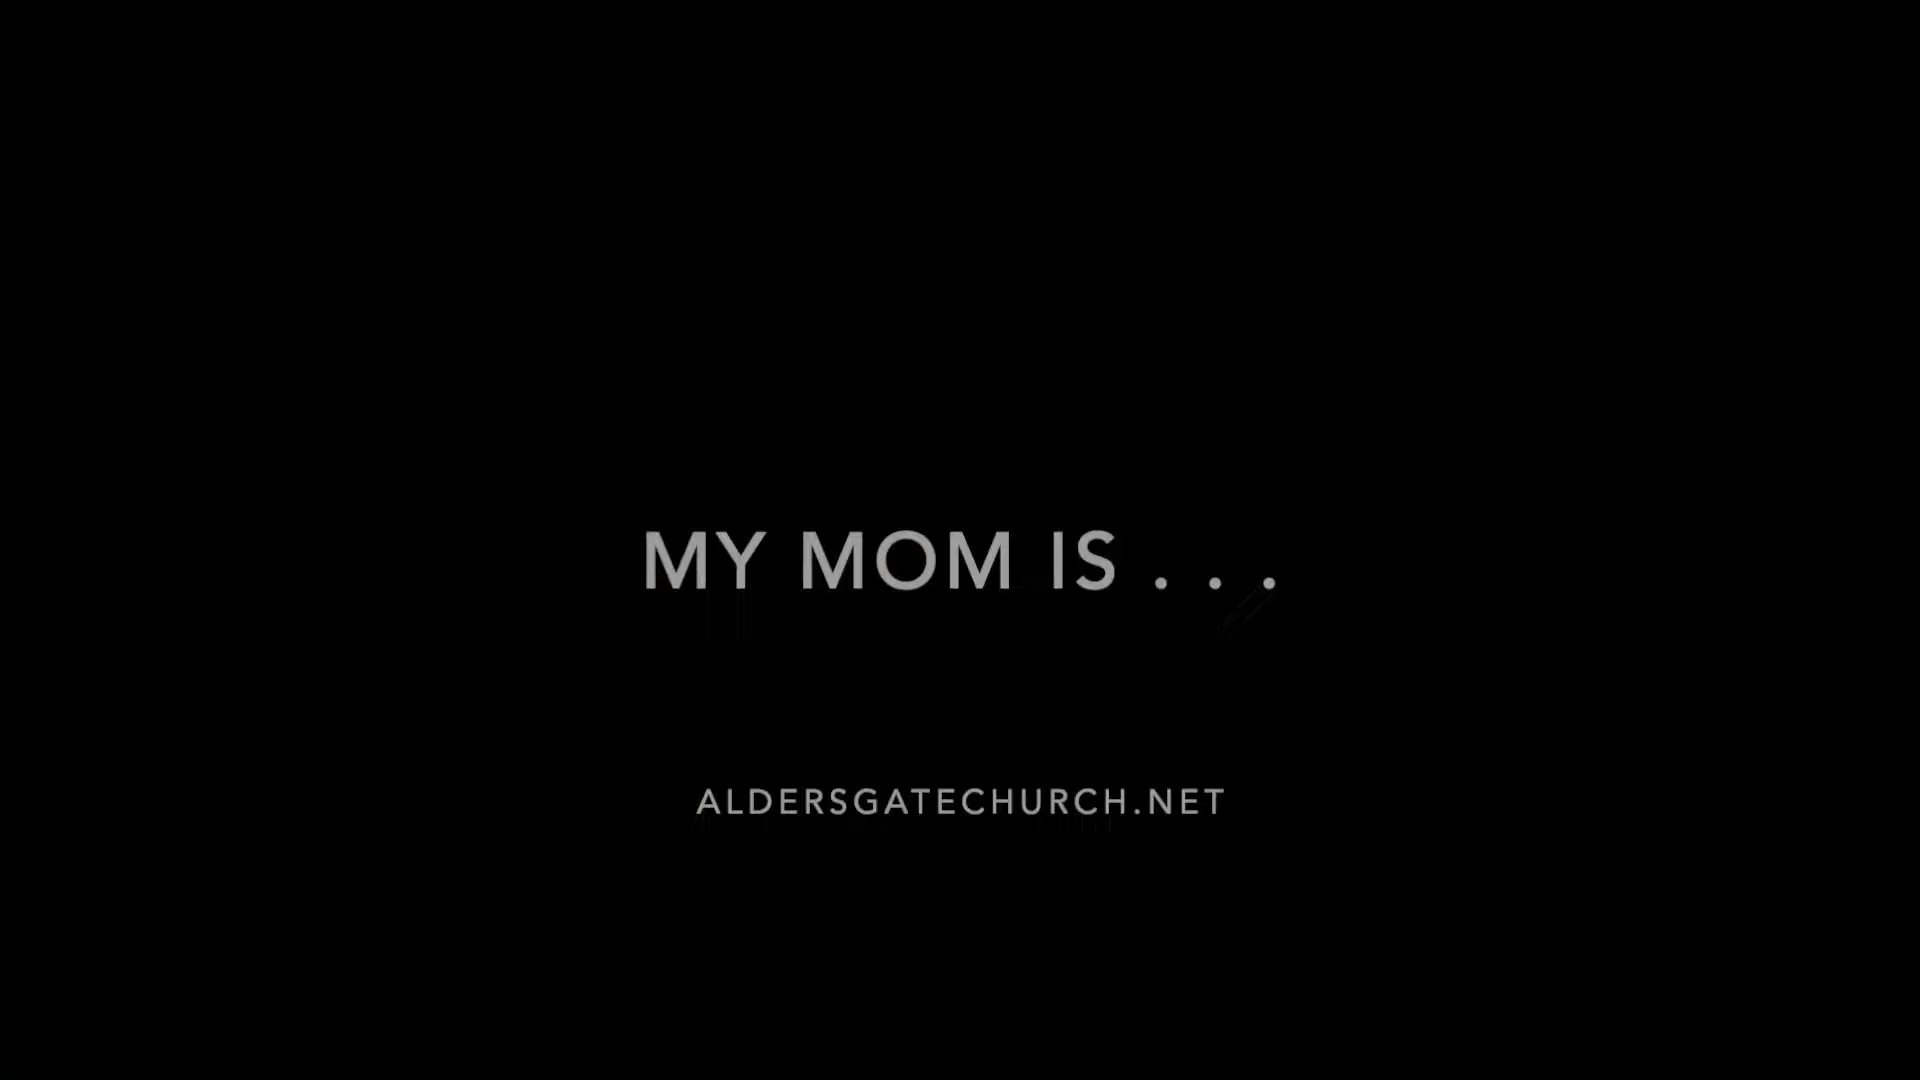 MY MOM IS . . .
ALDERSGATECHURCH.NET